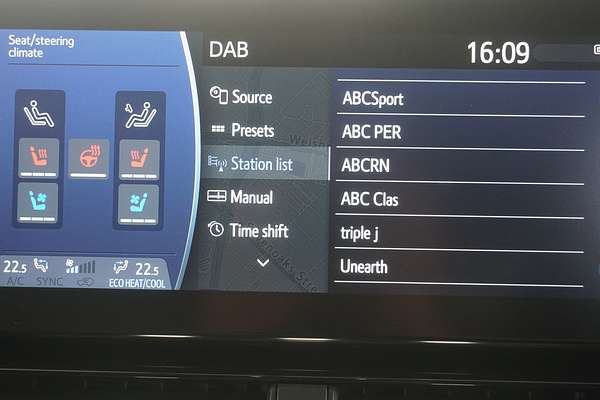 Seat/steering
climate
DAB
16:09
Source
Presets
Station list
Manual
Time shift
ABCSport
ABC PER
ABCRN
ABC Clas
triple j
Unearth
22.5
22.5
A/C
SYNC
ECO HEAT/COOL